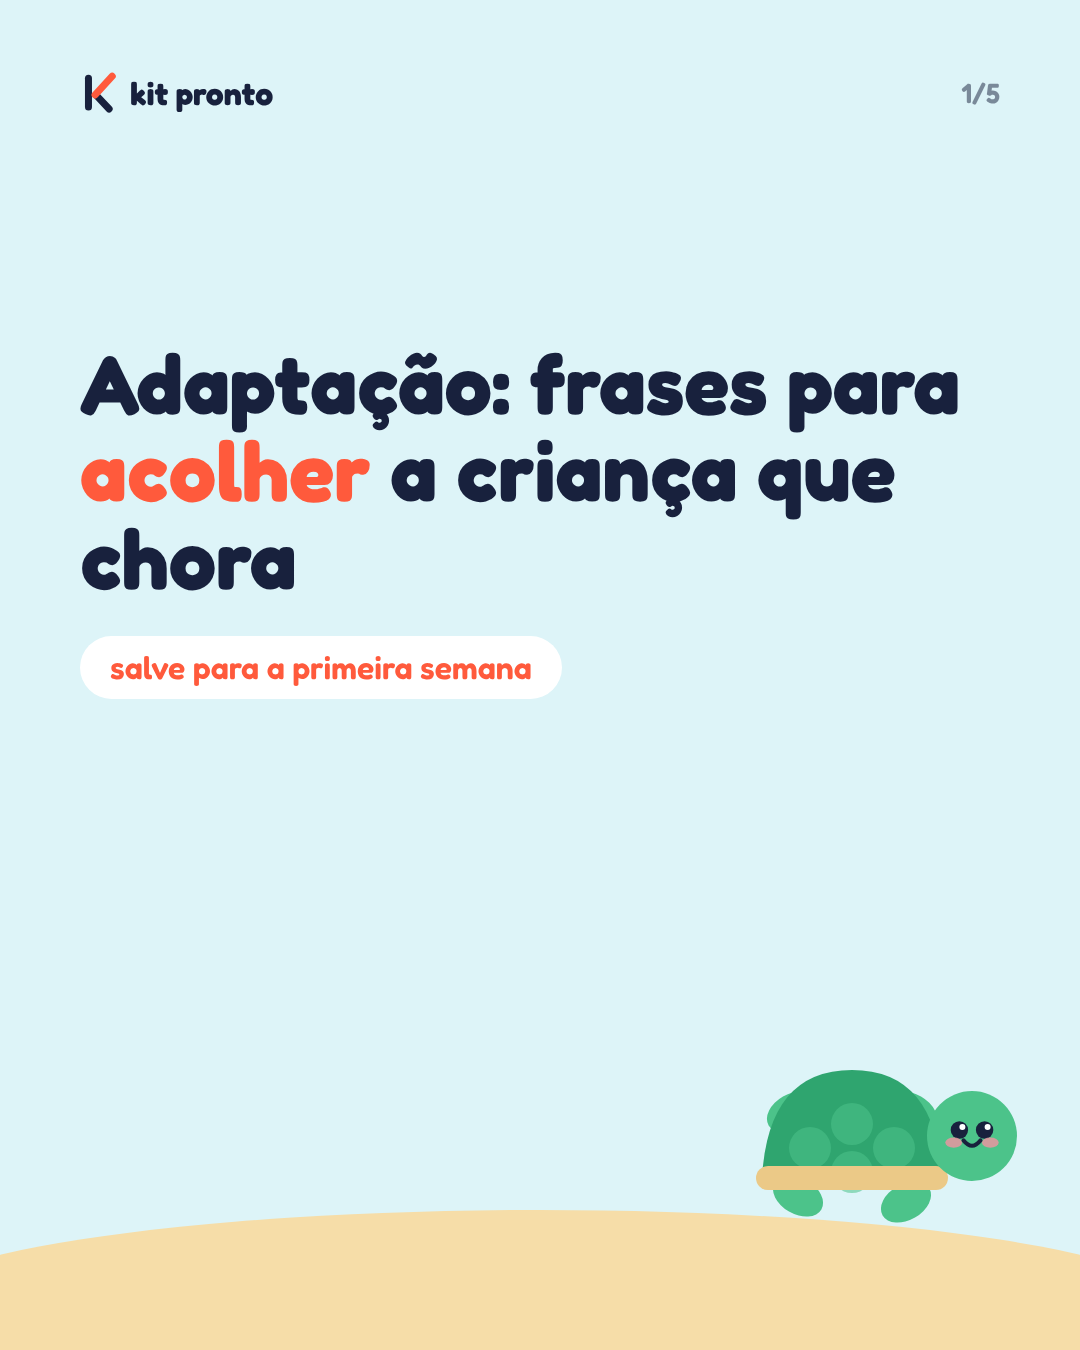 kit pronto
1/5
Adaptação: frases para
acolher a criança que
chora
salve para a primeira semana